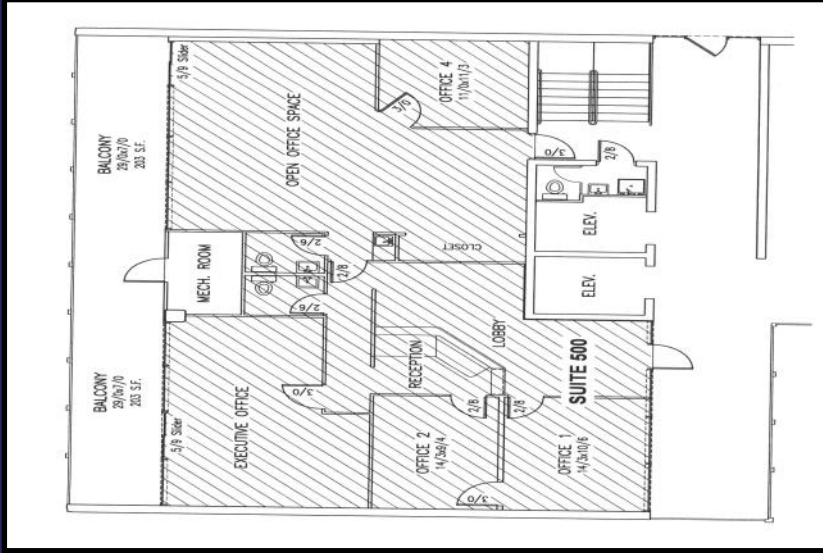 BALCONY
29/0x7/0
203 S.F.
5/9 Slider
OPEN OFFICE SPACE
OFFICE 4
11/0x11/3
3/0
3/0
2/8
MECH. ROOM
2/6
2/8
CLOSET
ELEV.
ELEV.
2/6
BALCONY
29/0x7/0
203 S.F.
5/9 Slider
EXECUTIVE OFFICE
3/0
RECEPTION
LOBBY
SUITE 500
2/8
2/8
OFFICE 2
14/3x9/4
3/0
OFFICE 1
14/3x10/6